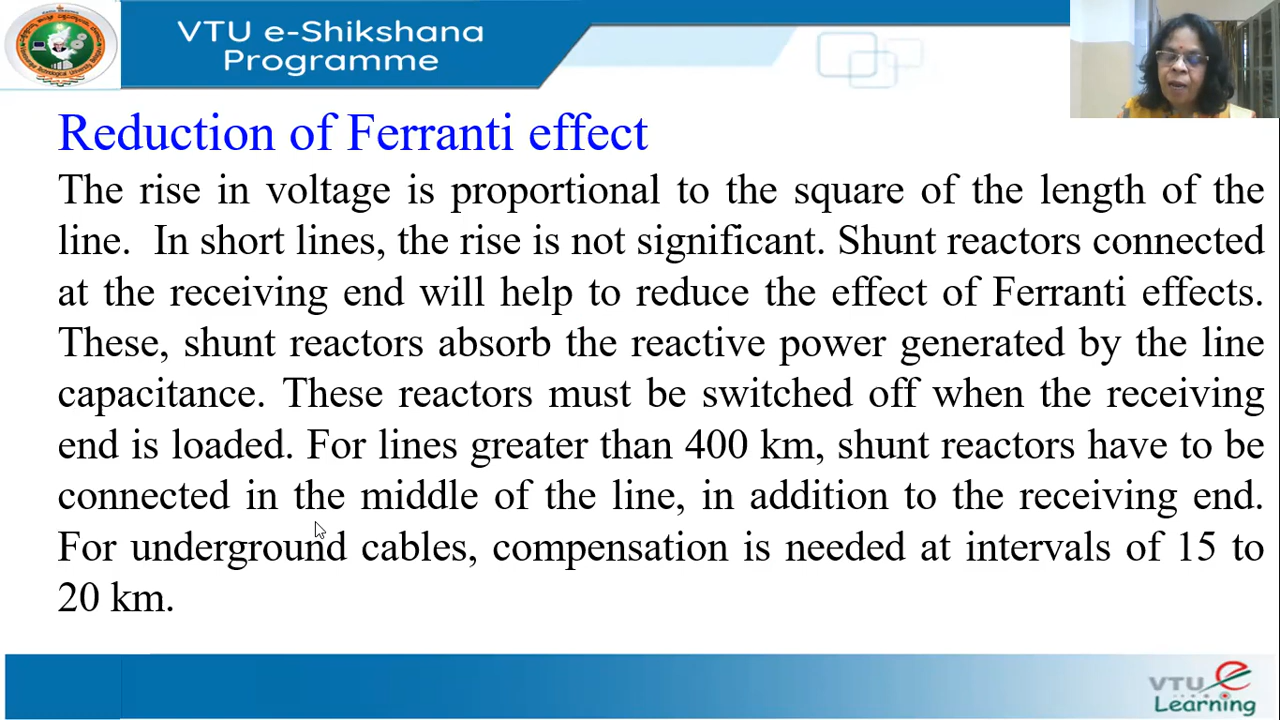 VTU e-Shikshana
Programme
Reduction of Ferranti effect
The rise in voltage is proportional to the square of the length of the
line. In short lines, the rise is not significant. Shunt reactors connected
at the receiving end will help to reduce the effect of Ferranti effects.
These, shunt reactors absorb the reactive power generated by the line
capacitance. These reactors must be switched off when the receiving
end is loaded. For lines greater than 400 km, shunt reactors have to be
connected in the middle of the line, in addition to the receiving end.
For underground cables, compensation is needed at intervals of 15 to
20 km.
VTU e
Learning